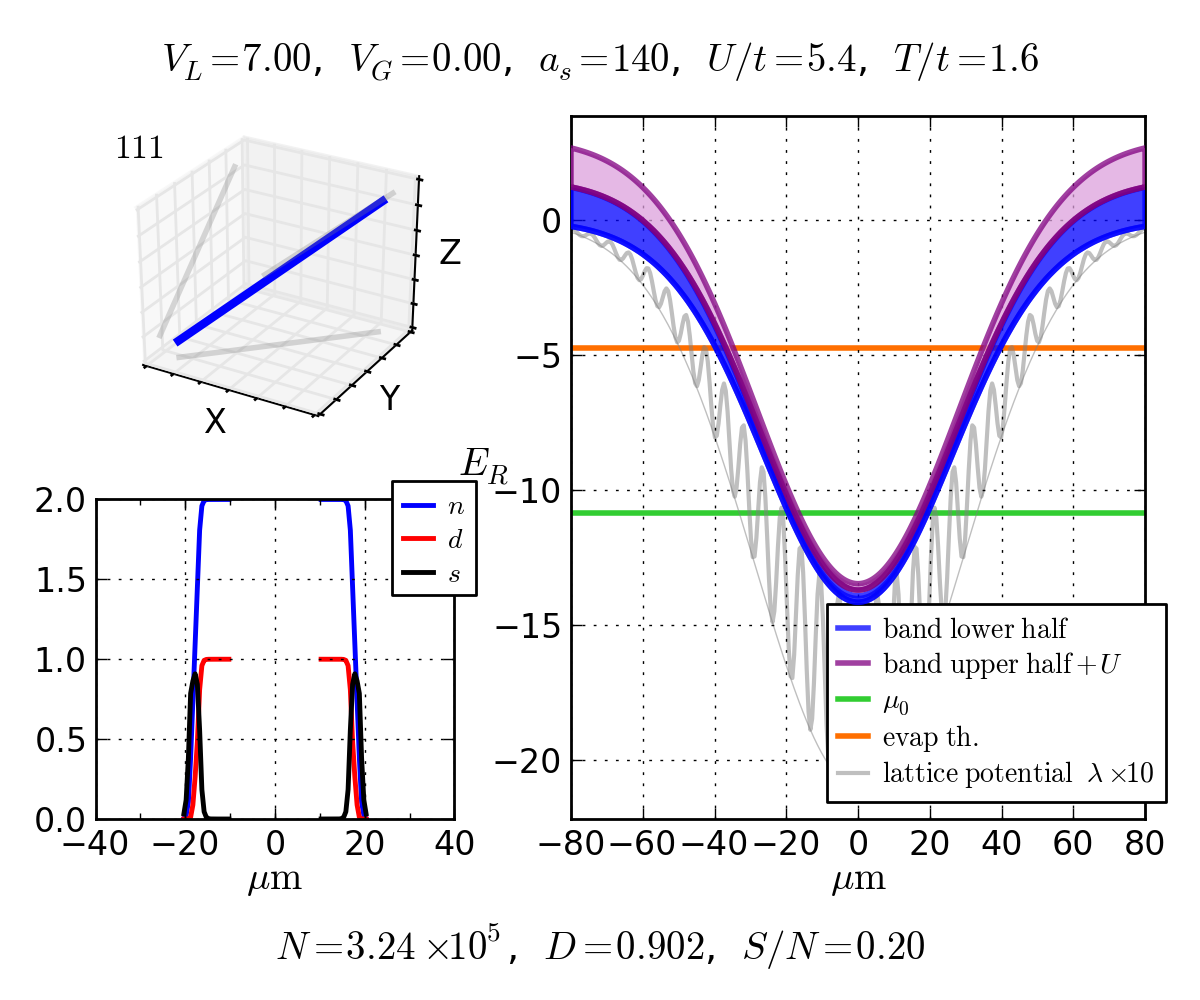 V_L=7.00, V_G=0.00, a_s=140, U/t=5.4, T/t=1.6
111
Z
Y
X
E_R
2.0
1.5
1.0
0.5
0.0
−40 −20 0 20 40
μm
n
d
s
0
−5
−10
−15
−20
−80 −60 −40 −20 0 20 40 60 80
μm
band lower half
band upper half+U
μ_0
evap th.
lattice potential λ×10
N=3.24×10^5, D=0.902, S/N=0.20